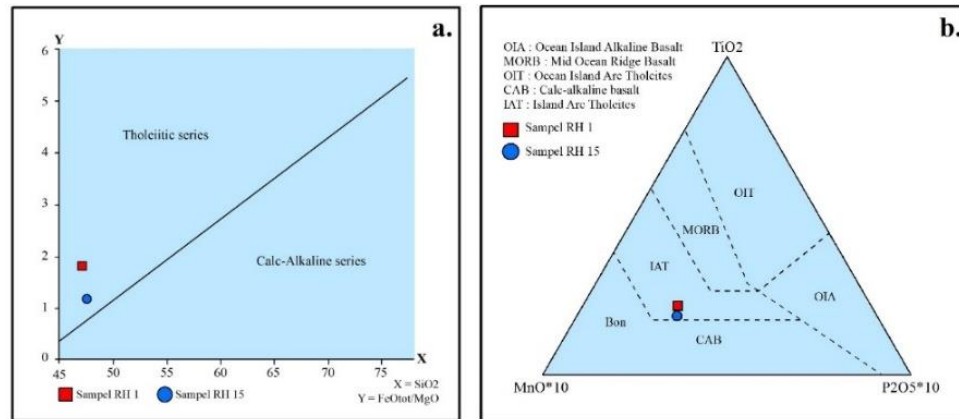 a.
Y
6
5
4
3
2
1
0
Tholeiitic series
Calc-Alkaline series
45 50 55 60 65 70 75 X
Sampel RH 1 Sampel RH 15
X = SiO2
Y = FeOtot/MgO
b.
TiO2
OIA : Ocean Island Alkaline Basalt
MORB : Mid Ocean Ridge Basalt
OIT : Ocean Island Arc Tholeites
CAB : Calc-alkaline basalt
IAT : Island Arc Tholeites
Sampel RH 1
Sampel RH 15
OIT
MORB
IAT
OIA
Bon
CAB
MnO*10 P2O5*10